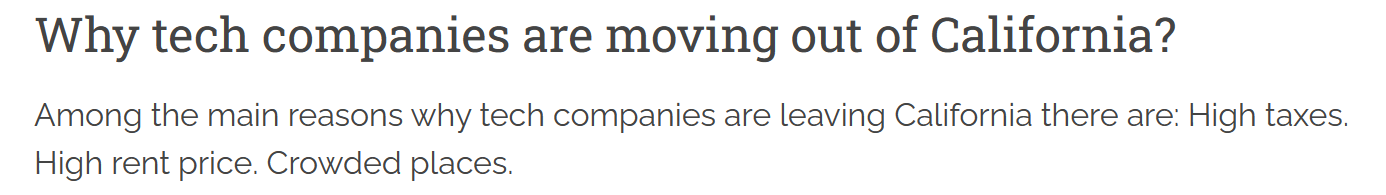 Why tech companies are moving out of California?
Among the main reasons why tech companies are leaving California there are: High taxes.
High rent price. Crowded places.